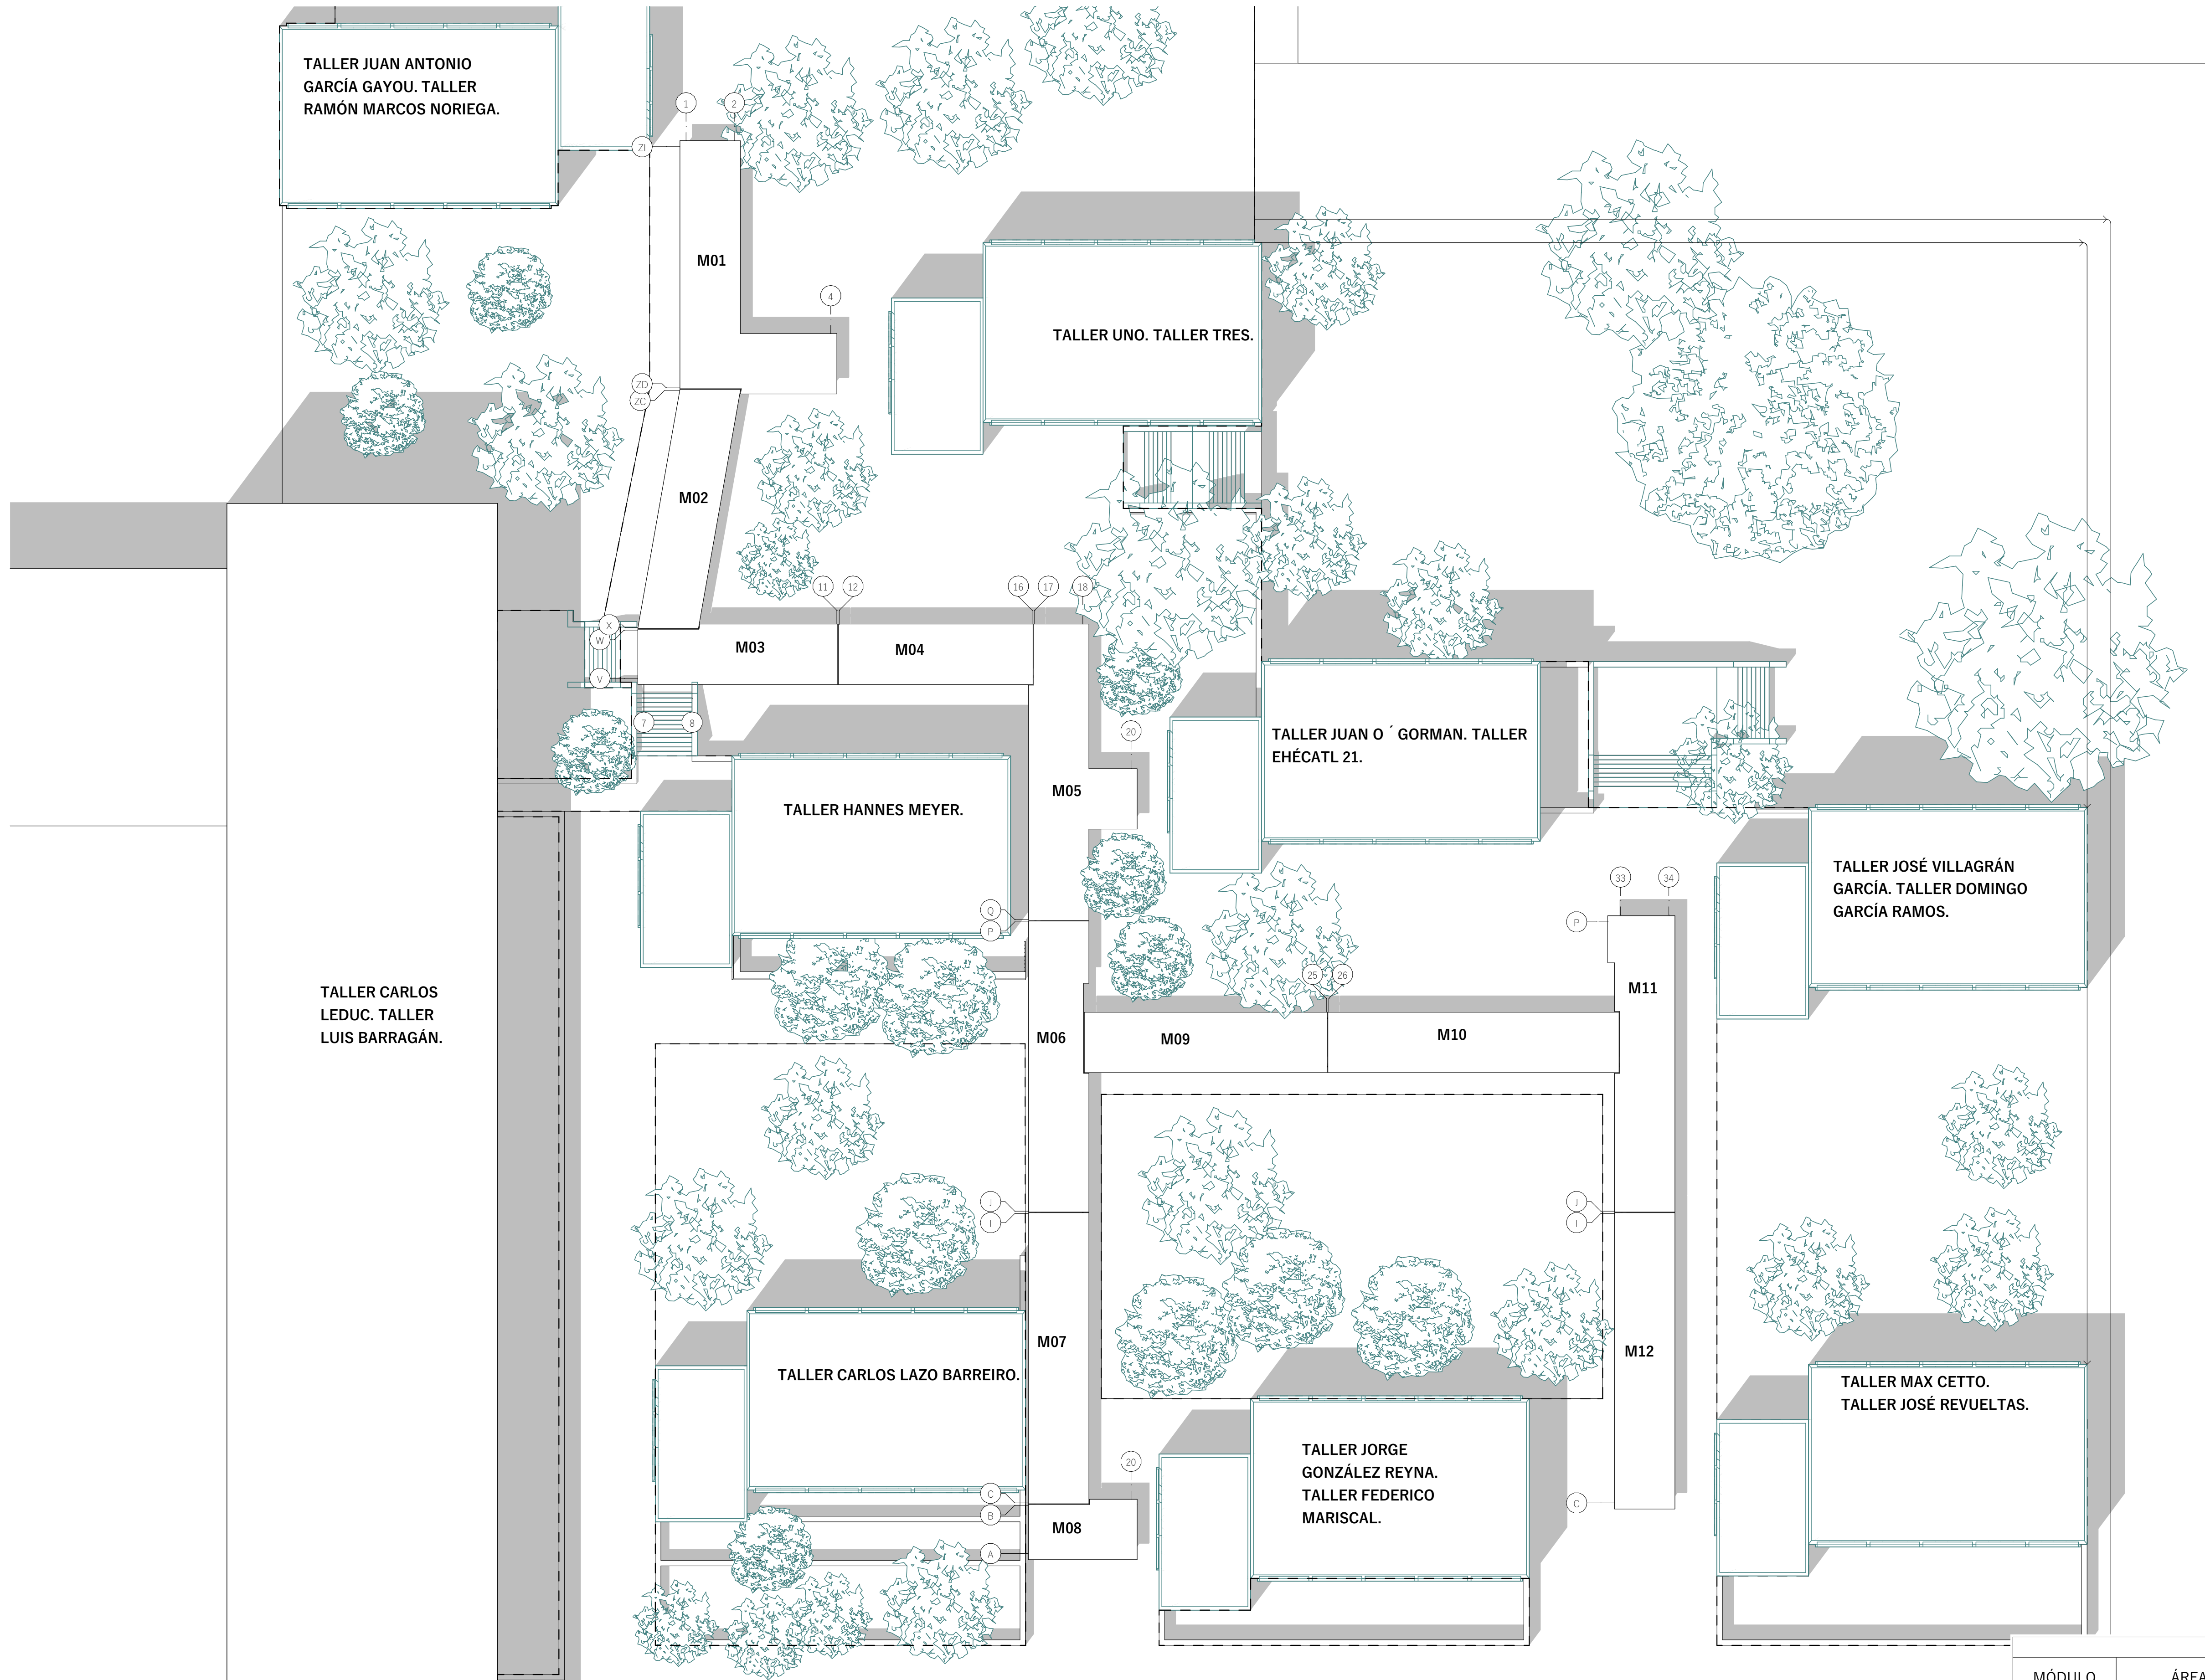 TALLER JUAN ANTONIO
GARCÍA GAYOU. TALLER
RAMÓN MARCOS NORIEGA.
1
2
ZI
M01
4
TALLER UNO. TALLER TRES.
ZD
ZC
M02
11
12
16
17
18
X
W
V
M03
M04
7
8
20
TALLER JUAN O ´ GORMAN. TALLER
EHÉCATL 21.
M05
TALLER HANNES MEYER.
TALLER JOSÉ VILLAGRÁN
GARCÍA. TALLER DOMINGO
GARCÍA RAMOS.
33
34
Q
P
P
25
26
M11
TALLER CARLOS
LEDUC. TALLER
LUIS BARRAGÁN.
M06
M09
M10
J
I
J
I
M07
M12
TALLER CARLOS LAZO BARREIRO.
TALLER MAX CETTO.
TALLER JOSÉ REVUELTAS.
TALLER JORGE
GONZÁLEZ REYNA.
TALLER FEDERICO
MARISCAL.
20
C
B
A
C
M08
MÓDULO
ÁREA